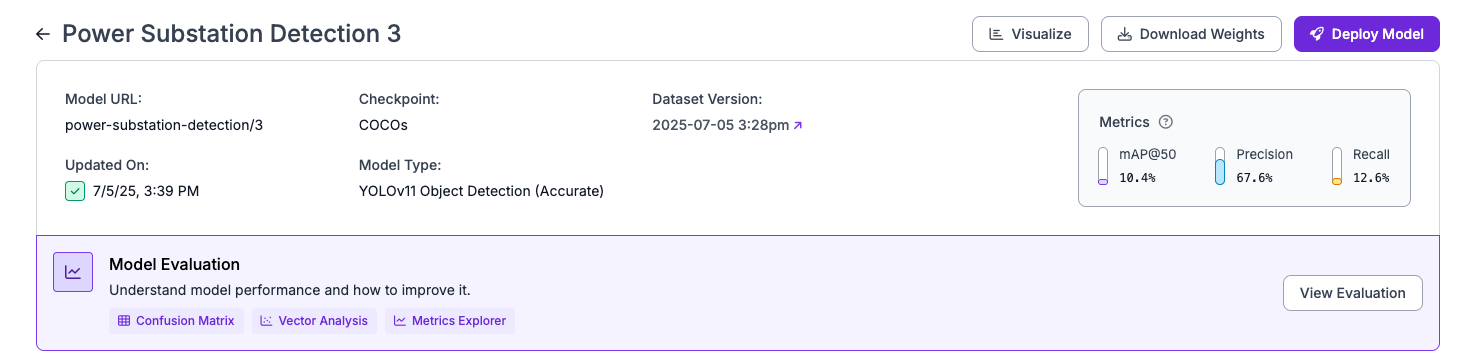 Power Substation Detection 3
Visualize
Download Weights
Deploy Model
Model URL:
power-substation-detection/3
Checkpoint:
COCOs
Dataset Version:
2025-07-05 3:28pm
Updated On:
7/5/25, 3:39 PM
Model Type:
YOLOv11 Object Detection (Accurate)
Metrics
mAP@50
10.4%
Precision
67.6%
Recall
12.6%
Model Evaluation
Understand model performance and how to improve it.
Confusion Matrix
Vector Analysis
Metrics Explorer
View Evaluation